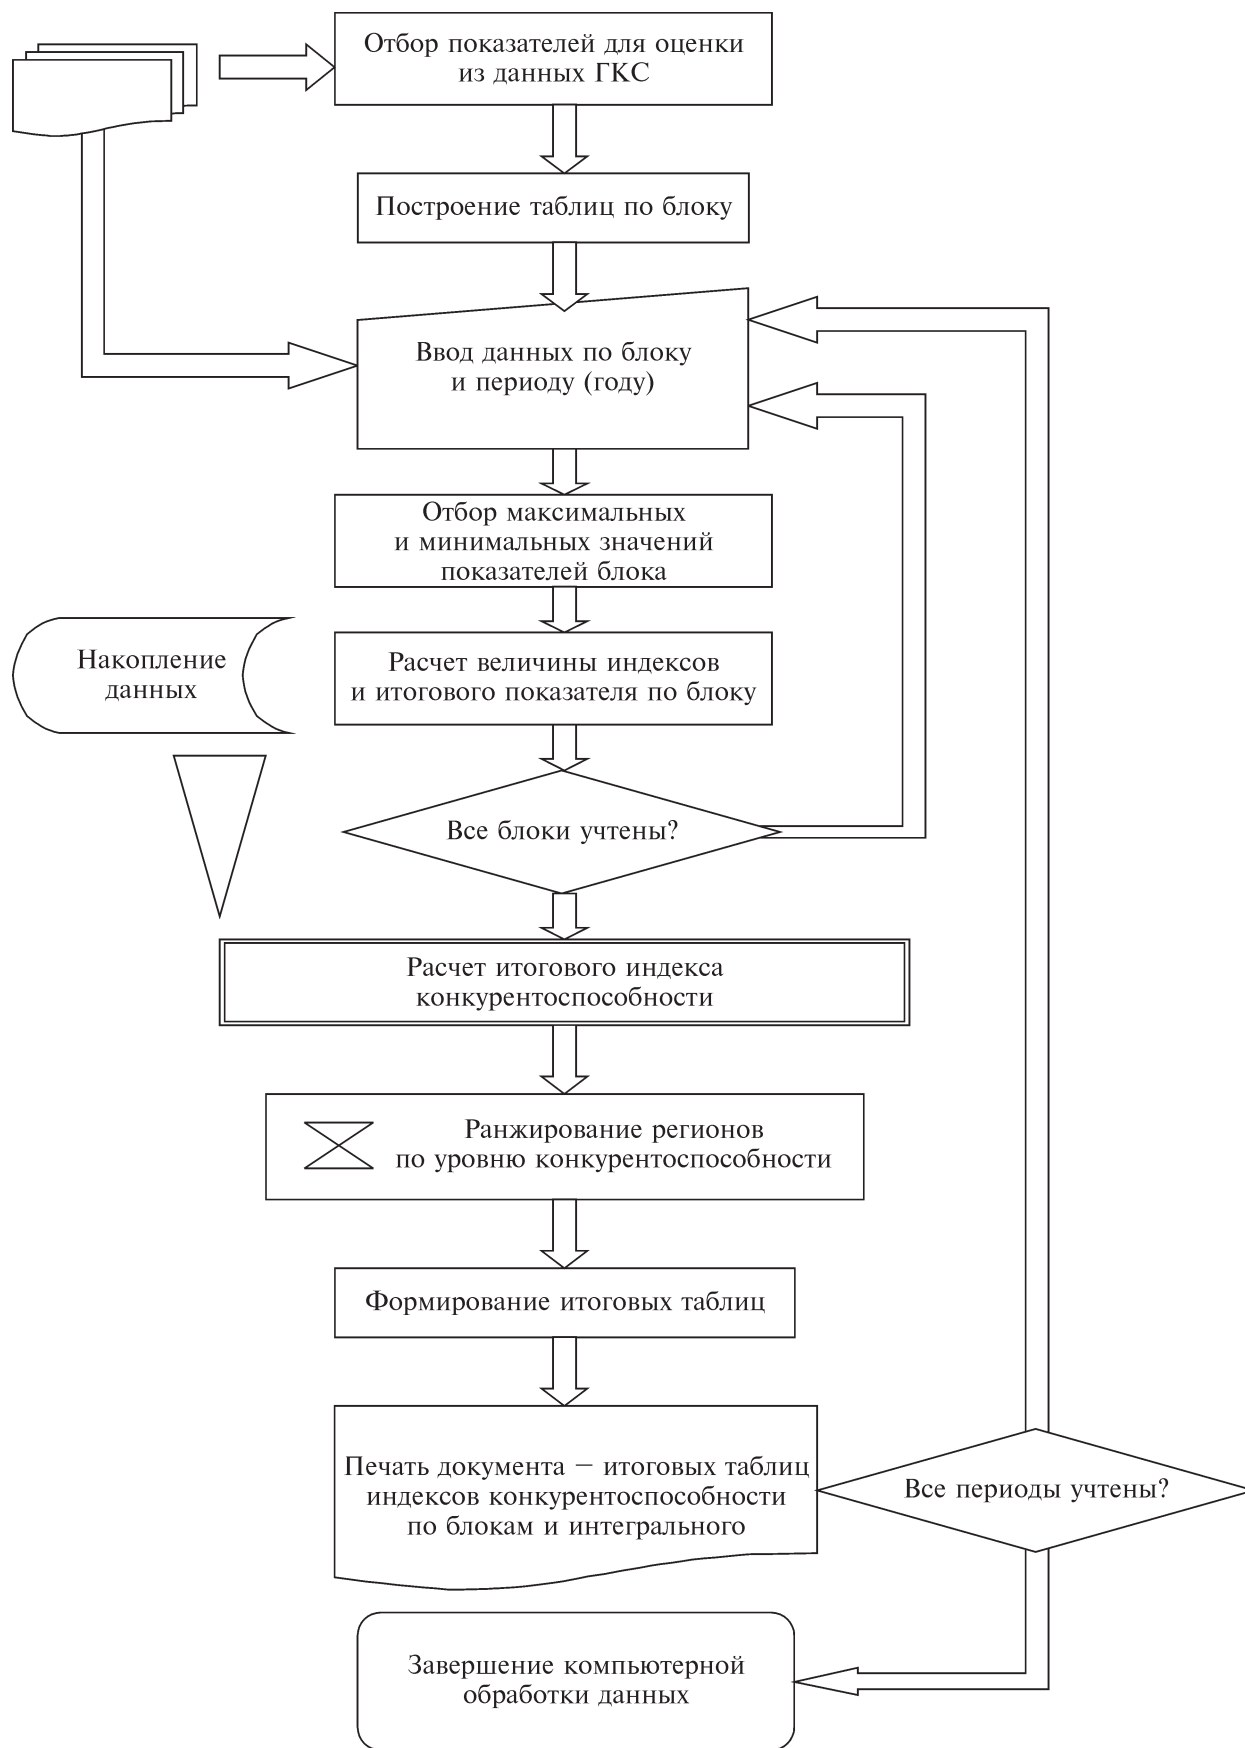 Отбор показателей для оценки
из данных ГКС
Построение таблиц по блоку
Ввод данных по блоку
и периоду (году)
Отбор максимальных
и минимальных значений
показателей блока
Накопление
данных
Расчет величины индексов
и итогового показателя по блоку
Все блоки учтены?
Расчет итогового индекса
конкурентоспособности
Ранжирование регионов
по уровню конкурентоспособности
Формирование итоговых таблиц
Печать документа — итоговых таблиц
индексов конкурентоспособности
по блокам и интегрального
Все периоды учтены?
Завершение компьютерной
обработки данных